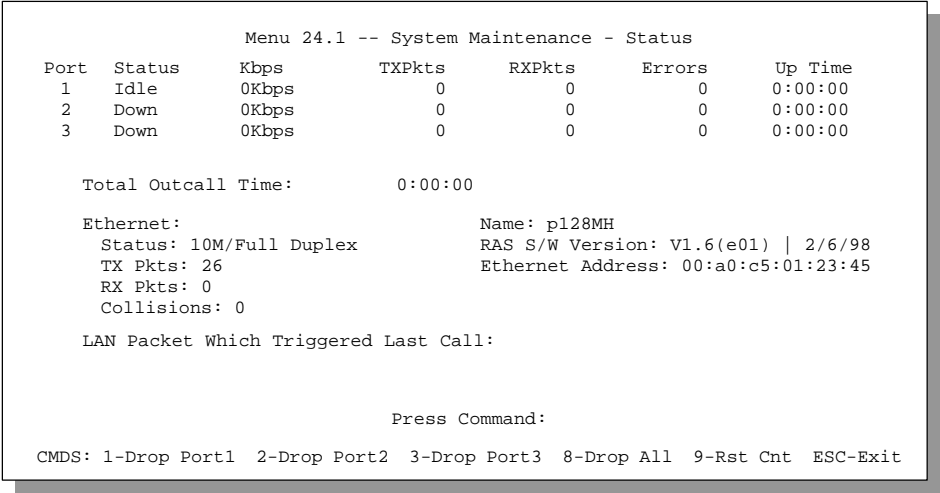 Menu 24.1 -- System Maintenance - Status
Port Status Kbps TXPkts RXPkts Errors Up Time
1 Idle 0Kbps 0 0 0 0:00:00
2 Down 0Kbps 0 0 0 0:00:00
3 Down 0Kbps 0 0 0 0:00:00
Total Outcall Time: 0:00:00
Ethernet: Name: p128MH
Status: 10M/Full Duplex RAS S/W Version: V1.6(e01) | 2/6/98
TX Pkts: 26 Ethernet Address: 00:a0:c5:01:23:45
RX Pkts: 0
Collisions: 0
LAN Packet Which Triggered Last Call:
Press Command:
CMDS: 1-Drop Port1 2-Drop Port2 3-Drop Port3 8-Drop All 9-Rst Cnt ESC-Exit